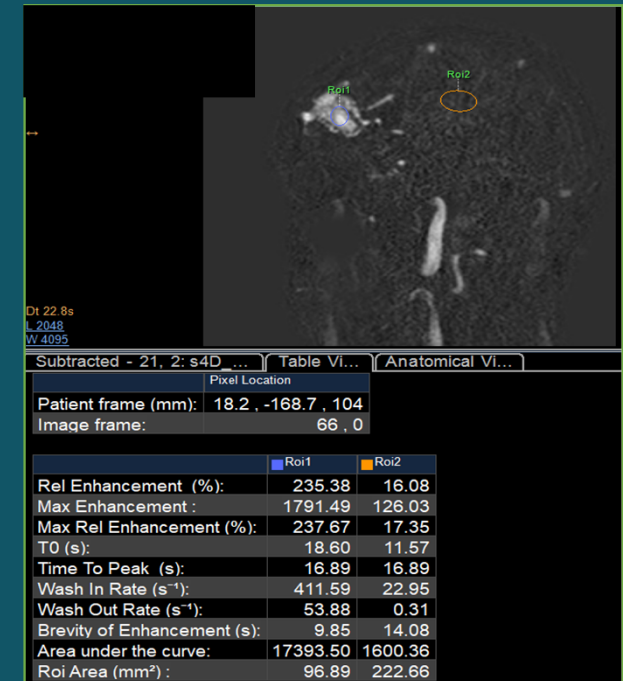 Roi1
Roi2
Dt 22.8s
L 2048
W 4095
Subtracted - 21, 2: s4D_... Table Vi... Anatomical Vi...
Pixel Location
Patient frame (mm): 18.2 , -168.7 , 104
Image frame: 66 , 0
Roi1 Roi2
Rel Enhancement (%): 235.38 16.08
Max Enhancement : 1791.49 126.03
Max Rel Enhancement (%): 237.67 17.35
T0 (s): 18.60 11.57
Time To Peak (s): 16.89 16.89
Wash In Rate (s⁻¹): 411.59 22.95
Wash Out Rate (s⁻¹): 53.88 0.31
Brevity of Enhancement (s): 9.85 14.08
Area under the curve: 17393.50 1600.36
Roi Area (mm²) : 96.89 222.66